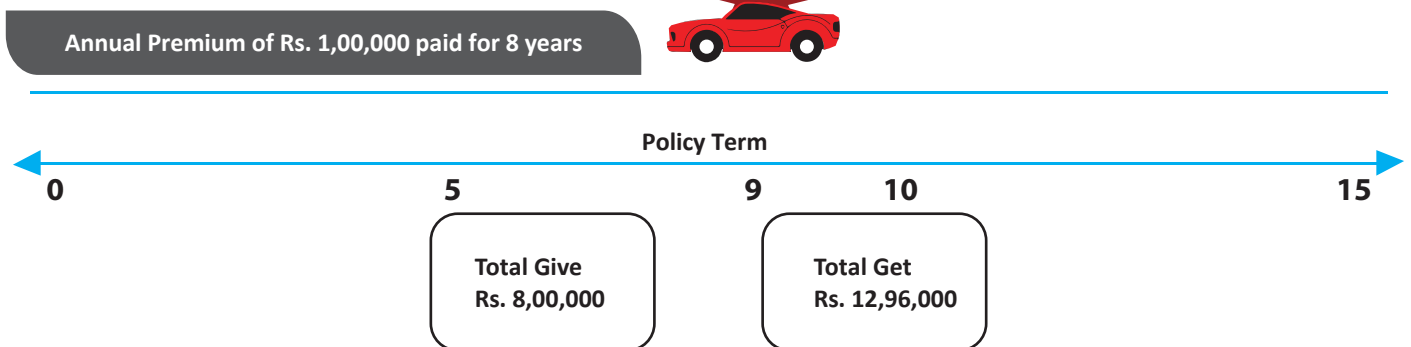 Annual Premium of Rs. 1,00,000 paid for 8 years
Policy Term
0 5 9 10 15
Total Give
Rs. 8,00,000
Total Get
Rs. 12,96,000